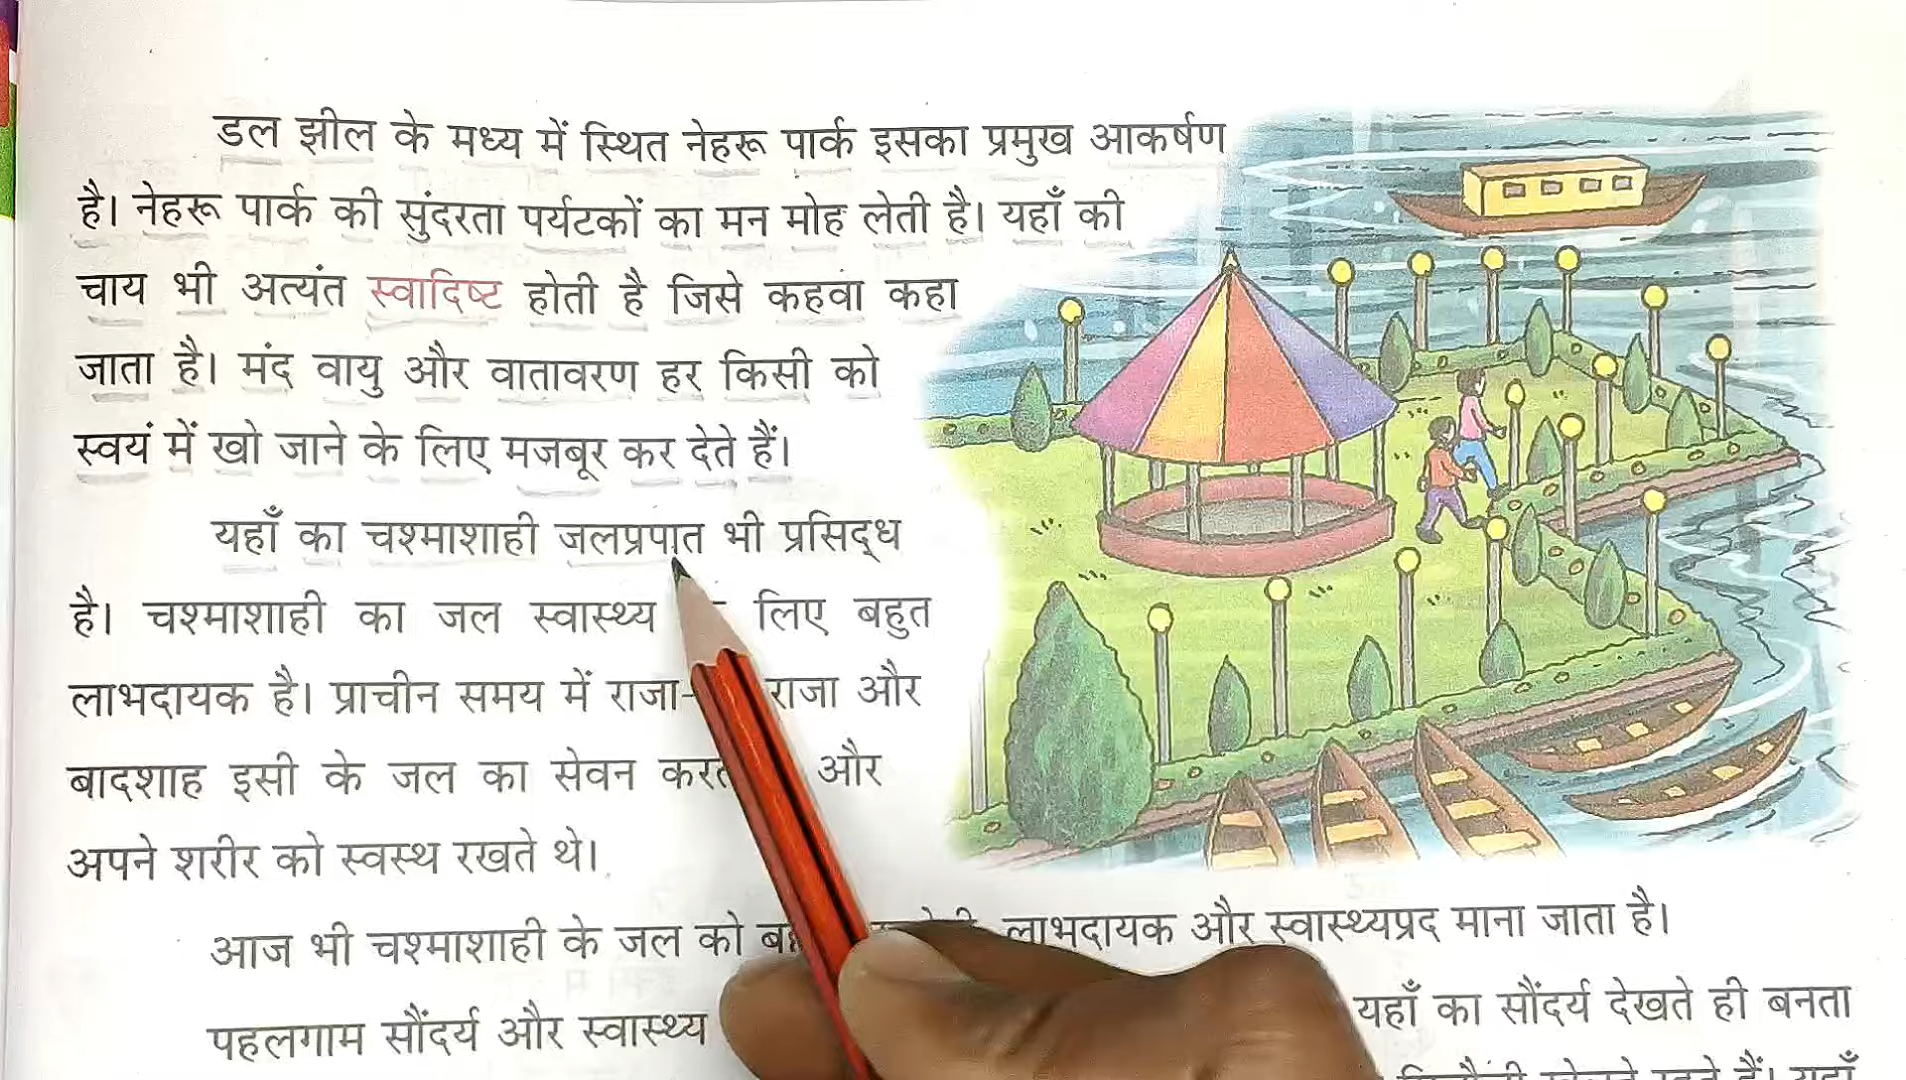 डल झील के मध्य में स्थित नेहरू पार्क इसका प्रमुख आकर्षण
है। नेहरू पार्क की सुंदरता पर्यटकों का मन मोह लेती है। यहाँ की
चाय भी अत्यंत स्वादिष्ट होती है जिसे कहवा कहा
जाता है। मंद वायु और वातावरण हर किसी को
स्वयं में खो जाने के लिए मजबूर कर देते हैं।
यहाँ का चश्माशाही जलप्रपात भी प्रसिद्ध
है। चश्माशाही का जल स्वास्थ्य लिए बहुत
लाभदायक है। प्राचीन समय में राजा- राजा और
बादशाह इसी के जल का सेवन करते और
अपने शरीर को स्वस्थ रखते थे।
आज भी चश्माशाही के जल को लाभदायक और स्वास्थ्यप्रद माना जाता है।
पहलगाम सौंदर्य और स्वास्थ्य यहाँ का सौंदर्य देखते ही बनता
हैं। यहाँ